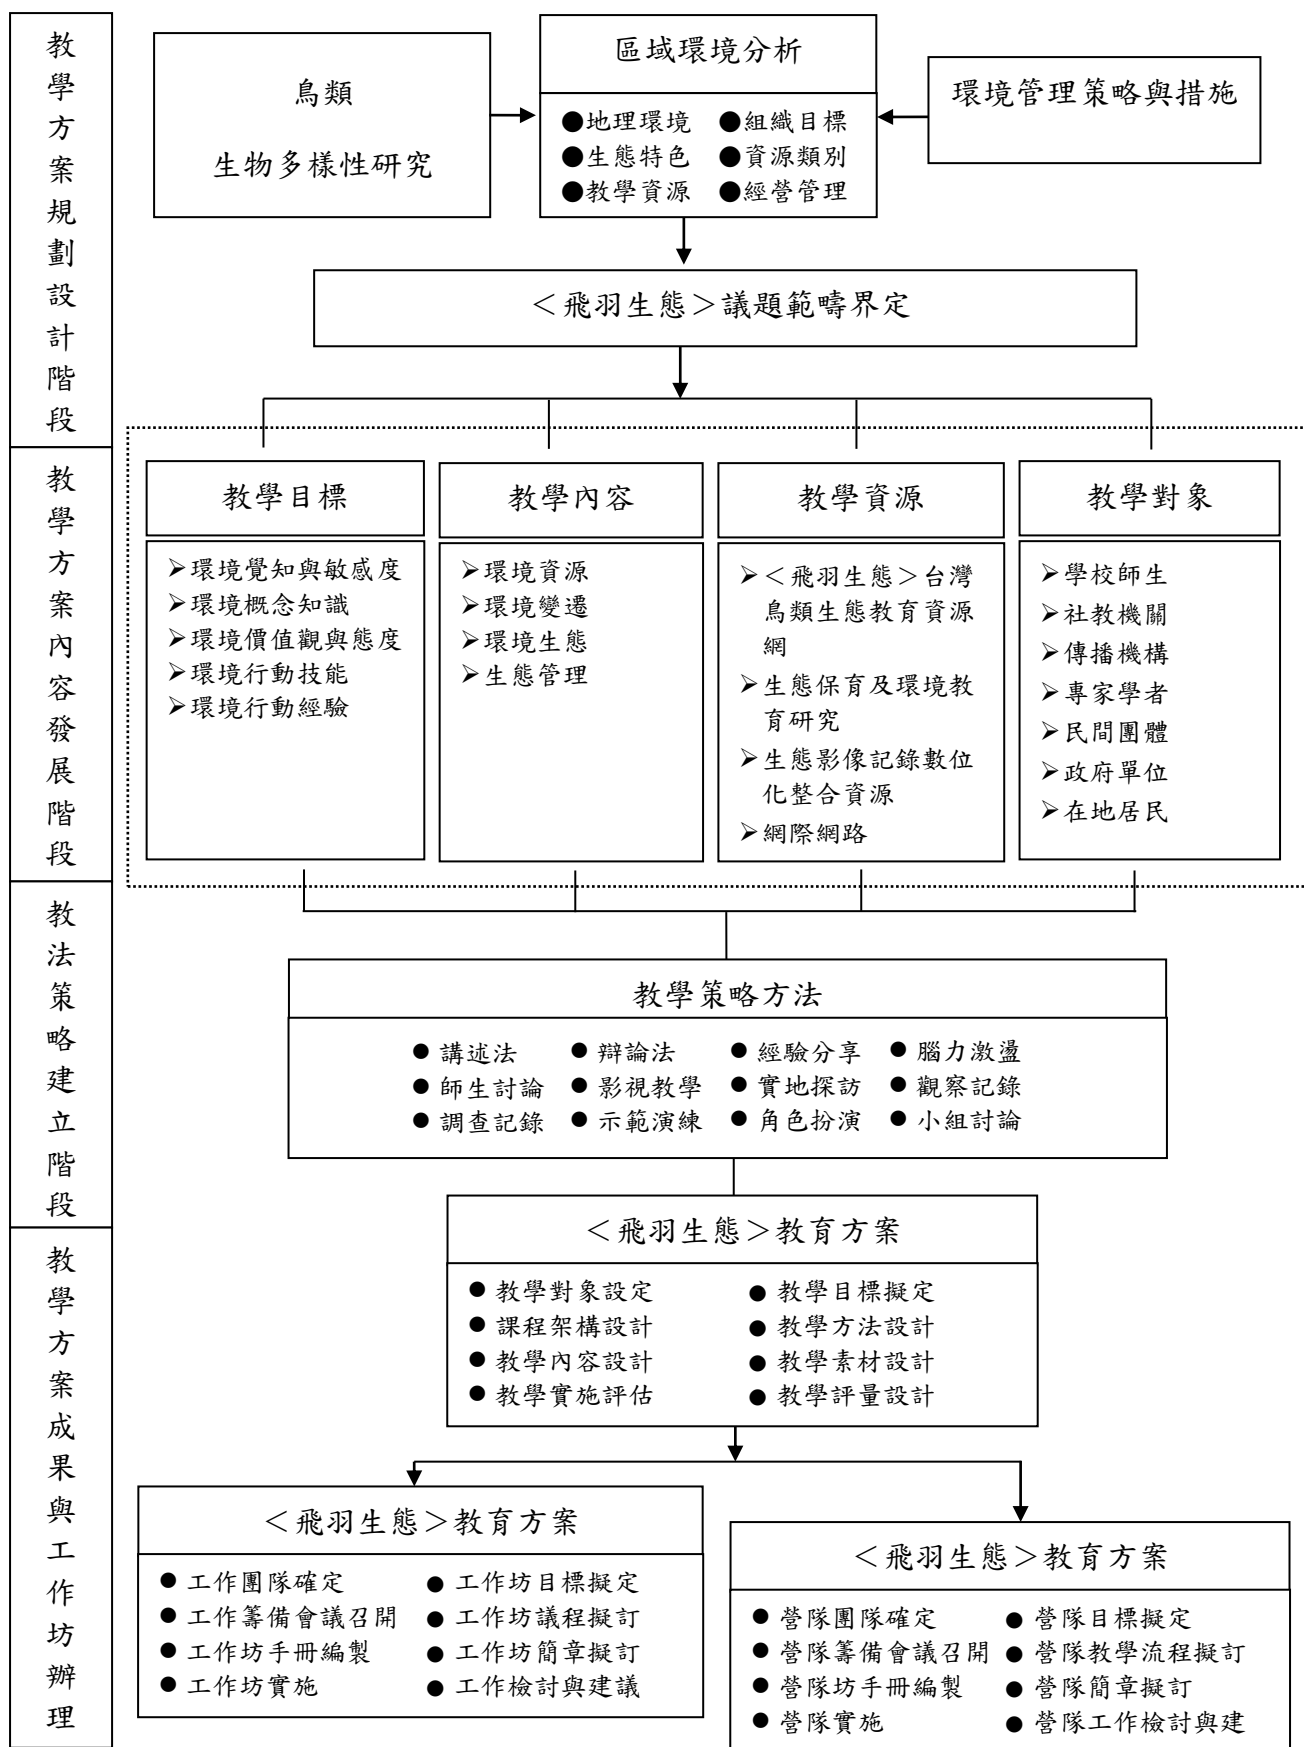 教學方案規劃設計階段
鳥類
生物多樣性研究
區域環境分析
●地理環境 ●組織目標
●生態特色 ●資源類別
●教學資源 ●經營管理
環境管理策略與措施
＜飛羽生態＞議題範疇界定
教學方案內容發展階段
教學目標
➢環境覺知與敏感度
➢環境概念知識
➢環境價值觀與態度
➢環境行動技能
➢環境行動經驗
教學內容
➢環境資源
➢環境變遷
➢環境生態
➢生態管理
教學資源
➢＜飛羽生態＞台灣
鳥類生態教育資源
網
➢生態保育及環境教
育研究
➢生態影像記錄數位
化整合資源
➢網際網路
教學對象
➢學校師生
➢社教機關
➢傳播機構
➢專家學者
➢民間團體
➢政府單位
➢在地居民
教法策略建立階段
教學策略方法
● 講述法 ● 辯論法 ● 經驗分享 ● 腦力激盪
● 師生討論 ● 影視教學 ● 實地探訪 ● 觀察記錄
● 調查記錄 ● 示範演練 ● 角色扮演 ● 小組討論
教學方案成果與工作坊辦理
＜飛羽生態＞教育方案
● 教學對象設定 ● 教學目標擬定
● 課程架構設計 ● 教學方法設計
● 教學內容設計 ● 教學素材設計
● 教學實施評估 ● 教學評量設計
＜飛羽生態＞教育方案
● 工作團隊確定 ● 工作坊目標擬定
● 工作籌備會議召開 ● 工作坊議程擬訂
● 工作坊手冊編製 ● 工作坊簡章擬訂
● 工作坊實施 ● 工作檢討與建議
＜飛羽生態＞教育方案
● 營隊團隊確定 ● 營隊目標擬定
● 營隊籌備會議召開 ● 營隊教學流程擬訂
● 營隊坊手冊編製 ● 營隊簡章擬訂
● 營隊實施 ● 營隊工作檢討與建